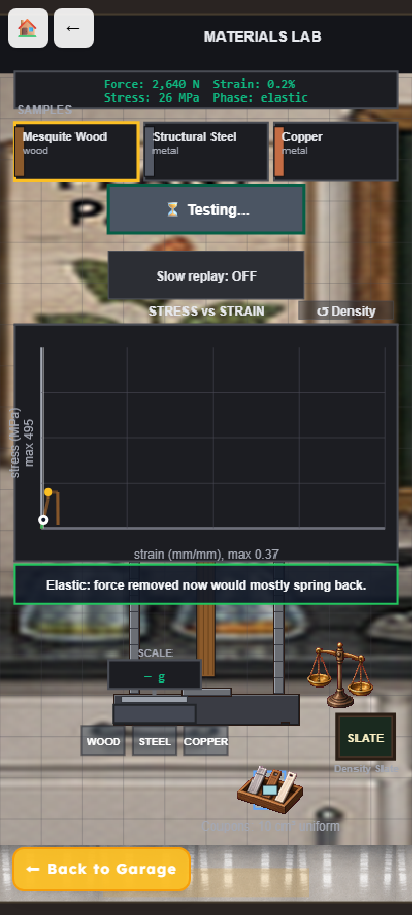 MATERIALS LAB
Force: 2,640 N Strain: 0.2%
Stress: 26 MPa Phase: elastic
SAMPLES
Mesquite Wood
wood
Structural Steel
metal
Copper
metal
Testing...
Slow replay: OFF
STRESS vs STRAIN
↺ Density
stress (MPa)
max 495
strain (mm/mm), max 0.37
Elastic: force removed now would mostly spring back.
SCALE
— g
WOOD
STEEL
COPPER
SLATE
Density
← Back to Garage